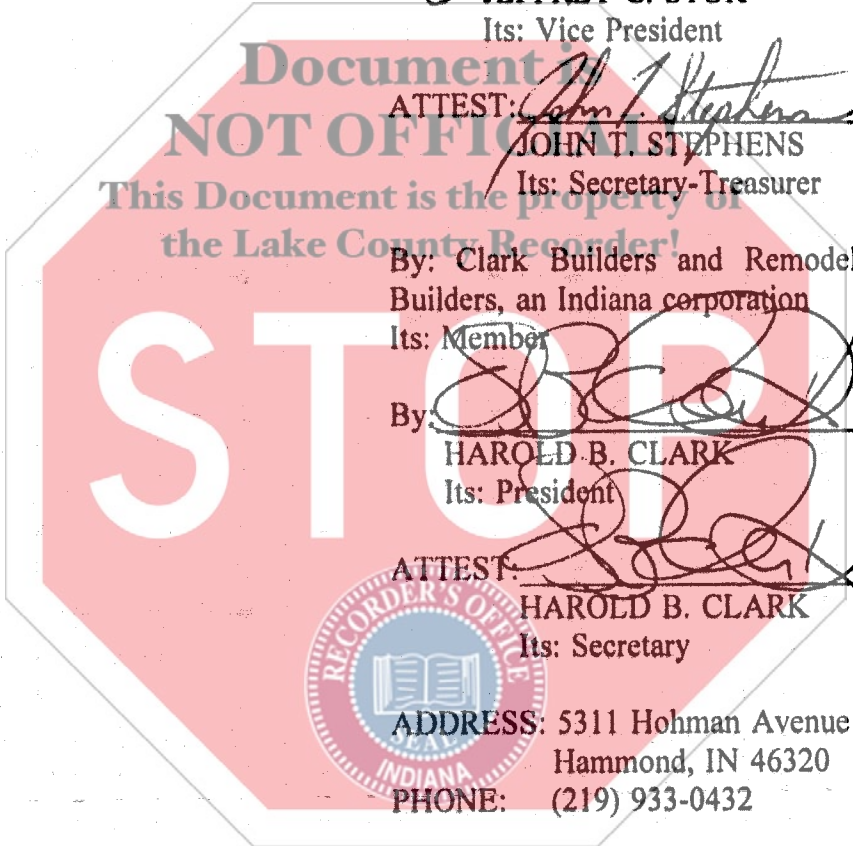 Its: Vice President
Document is
ATTEST: John T. Stephens
NOT OFFICIAL!
JOHN T. STEPHENS
This Document is the property of
Its: Secretary-Treasurer
the Lake County Recorder!
By: Clark Builders and Remodel
Builders, an Indiana corporation
Its: Member
STOP
By:
HAROLD B. CLARK
Its: President
ATTEST:
HAROLD B. CLARK
Its: Secretary
RECORDER'S OFFICE
SEAL
INDIANA
ADDRESS: 5311 Hohman Avenue
Hammond, IN 46320
PHONE: (219) 933-0432